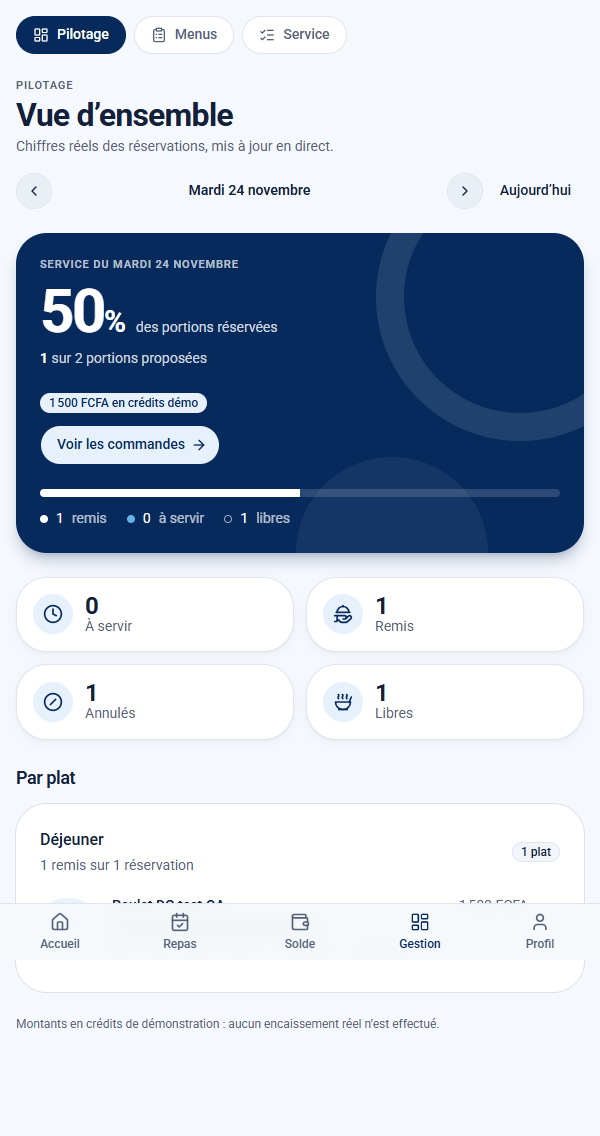 Pilotage Menus Service
PILOTAGE
Vue d’ensemble
Chiffres réels des réservations, mis à jour en direct.
Mardi 24 novembre Aujourd’hui
SERVICE DU MARDI 24 NOVEMBRE
50% des portions réservées
1 sur 2 portions proposées
1 500 FCFA en crédits démo
Voir les commandes →
1 remis 0 à servir 1 libres
0
À servir
1
Remis
1
Annulés
1
Libres
Par plat
Déjeuner
1 plat
1 remis sur 1 réservation
Accueil Repas Solde Gestion Profil
Montants en crédits de démonstration : aucun encaissement réel n’est effectué.